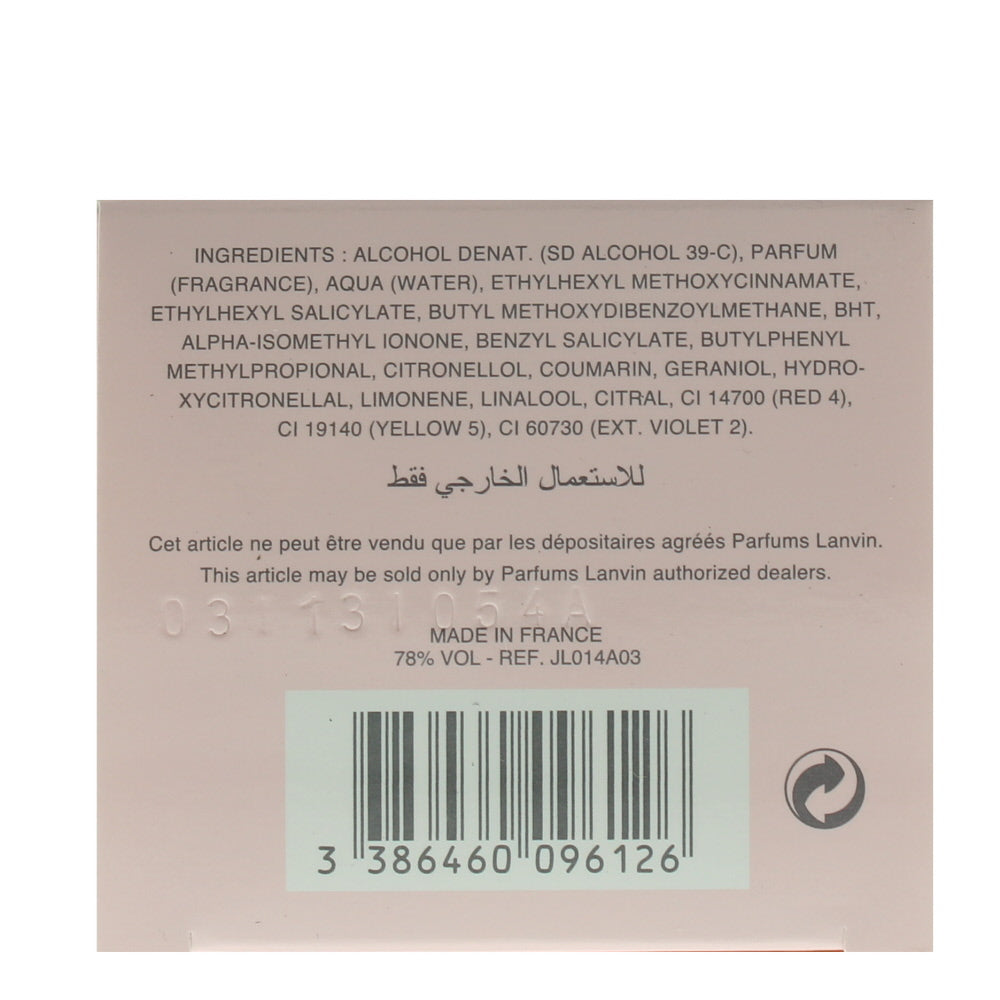 INGREDIENTS : ALCOHOL DENAT. (SD ALCOHOL 39-C), PARFUM
(FRAGRANCE), AQUA (WATER), ETHYLHEXYL METHOXYCINNAMATE,
ETHYLHEXYL SALICYLATE, BUTYL METHOXYDIBENZOYLMETHANE, BHT,
ALPHA-ISOMETHYL IONONE, BENZYL SALICYLATE, BUTYLPHENYL
METHYLPROPIONAL, CITRONELLOL, COUMARIN, GERANIOL, HYDRO-
XYCITRONELLAL, LIMONENE, LINALOOL, CITRAL, CI 14700 (RED 4),
CI 19140 (YELLOW 5), CI 60730 (EXT. VIOLET 2).
للاستعمال الخارجي فقط
Cet article ne peut être vendu que par les dépositaires agréés Parfums Lanvin.
This article may be sold only by Parfums Lanvin authorized dealers.
MADE IN FRANCE
78% VOL - REF. JL014A03
3 386460 096126